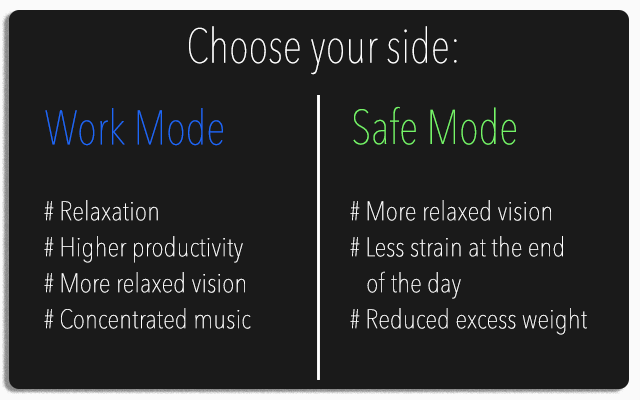 Choose your side:
Work Mode
# Relaxation
# Higher productivity
# More relaxed vision
# Concentrated music
Safe Mode
# More relaxed vision
# Less strain at the end
of the day
# Reduced excess weight